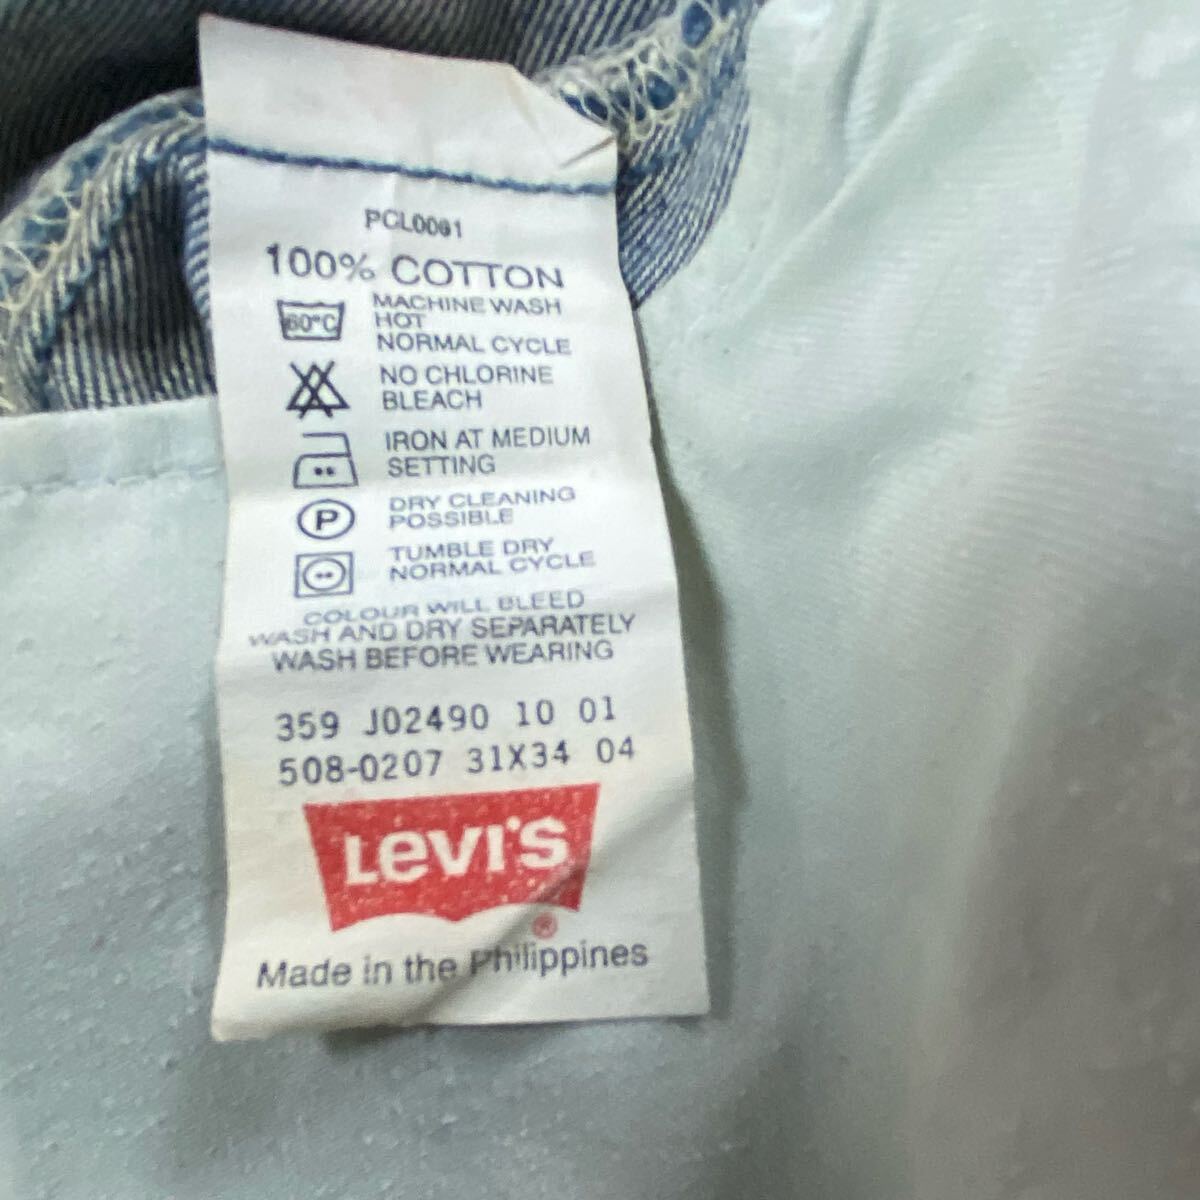 PCL0001
100% COTTON
60°C
MACHINE WASH
HOT
NORMAL CYCLE
NO CHLORINE
BLEACH
IRON AT MEDIUM
SETTING
P
DRY CLEANING
POSSIBLE
TUMBLE DRY
NORMAL CYCLE
COLOUR WILL BLEED
WASH AND DRY SEPARATELY
WASH BEFORE WEARING
359 J02490 10 01
508-0207 31X34 04
LEVI'S
®
Made in the Philippines